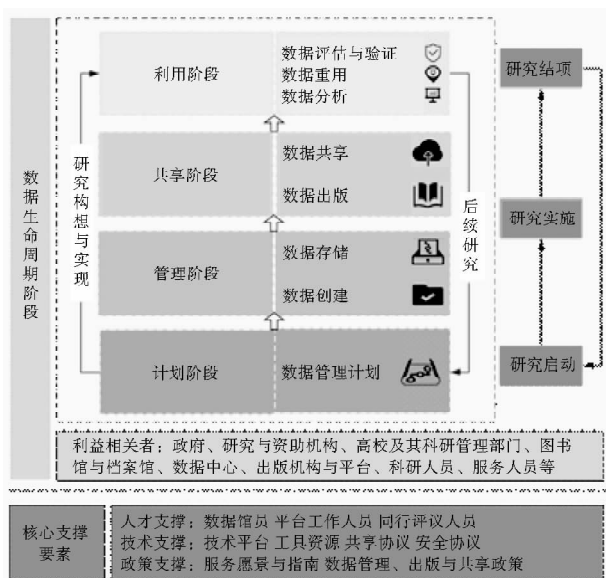 数据生命周期阶段
研究构想与实现
利用阶段
数据评估与验证
数据重用
数据分析
共享阶段
数据共享
数据出版
管理阶段
数据存储
数据创建
计划阶段
数据管理计划
后续研究
研究结项
研究实施
研究启动
利益相关者：政府、研究与资助机构、高校及其科研管理部门、图书
馆与档案馆、数据中心、出版机构与平台、科研人员、服务人员等
核心支撑
要素
人才支撑：数据馆员 平台工作人员 同行评议人员
技术支撑：技术平台 工具资源 共享协议 安全协议
政策支撑：服务愿景与指南 数据管理、出版与共享政策